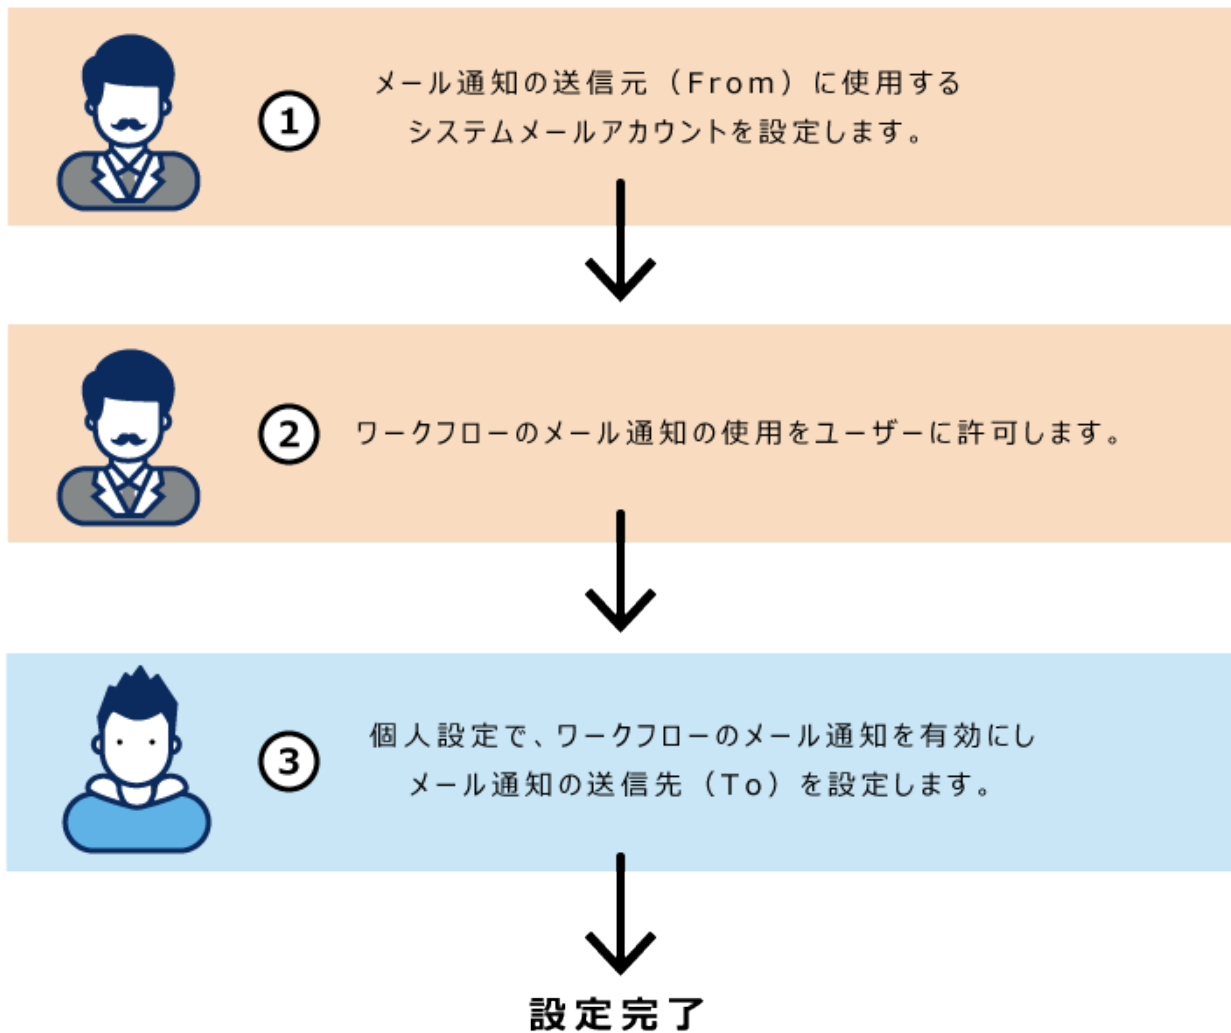 ① メール通知の送信元（From）に使用する
システムメールアカウントを設定します。
② ワークフローのメール通知の使用をユーザーに許可します。
③ 個人設定で、ワークフローのメール通知を有効にし
メール通知の送信先（To）を設定します。
設定完了